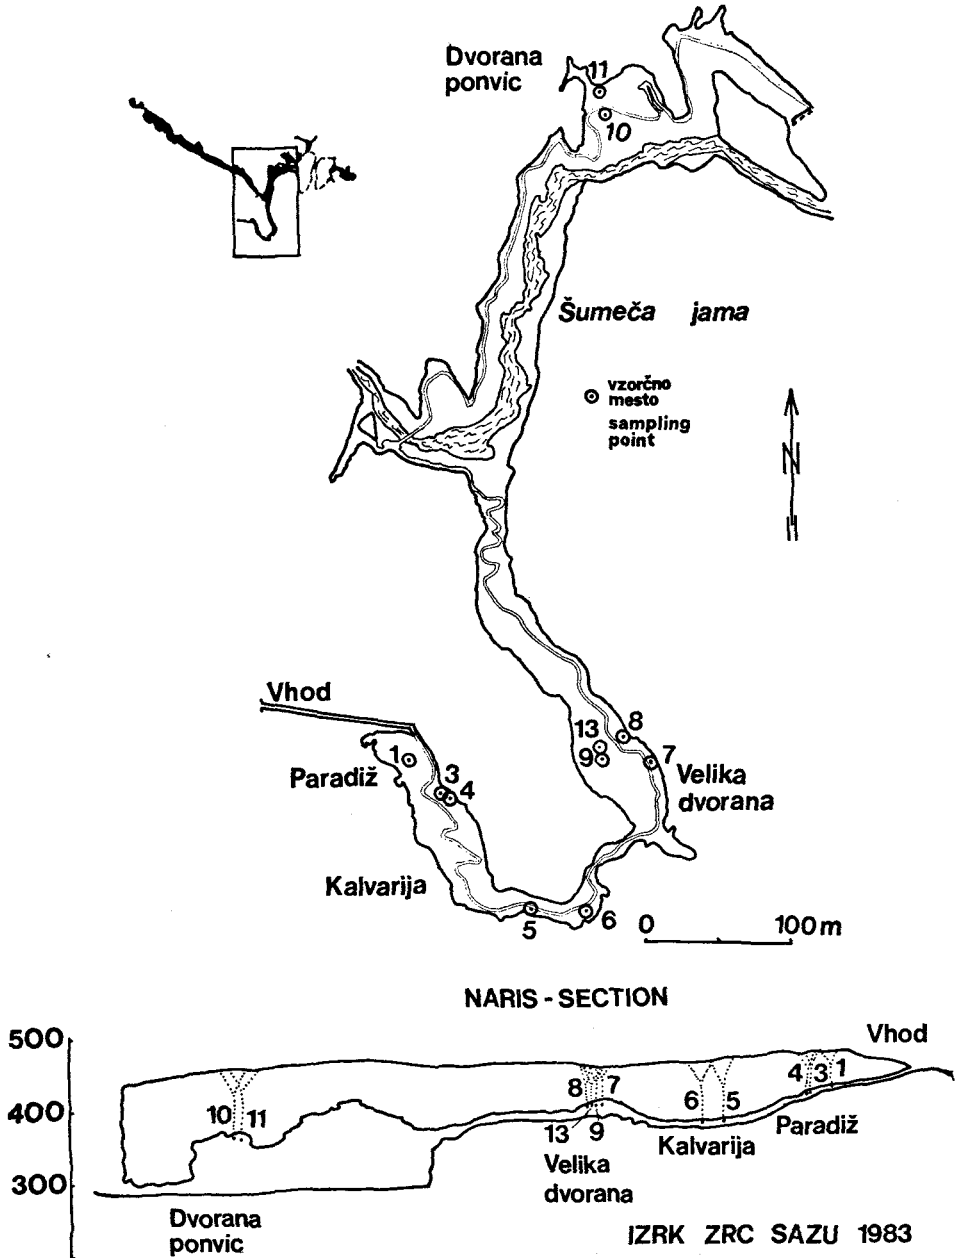 Dvorana
ponvic
11
10
Šumeča jama
vzorčno
mesto
sampling
point
N
Vhod
8
13
9
7
1
Paradiž
3
4
Velika
dvorana
Kalvarija
5
6
0 100 m
NARIS - SECTION
500
Vhod
8 7
4 3 1
400
10 11
6 5
13 9
Paradiž
Kalvarija
Velika
dvorana
300
Dvorana
ponvic
IZRK ZRC SAZU 1983